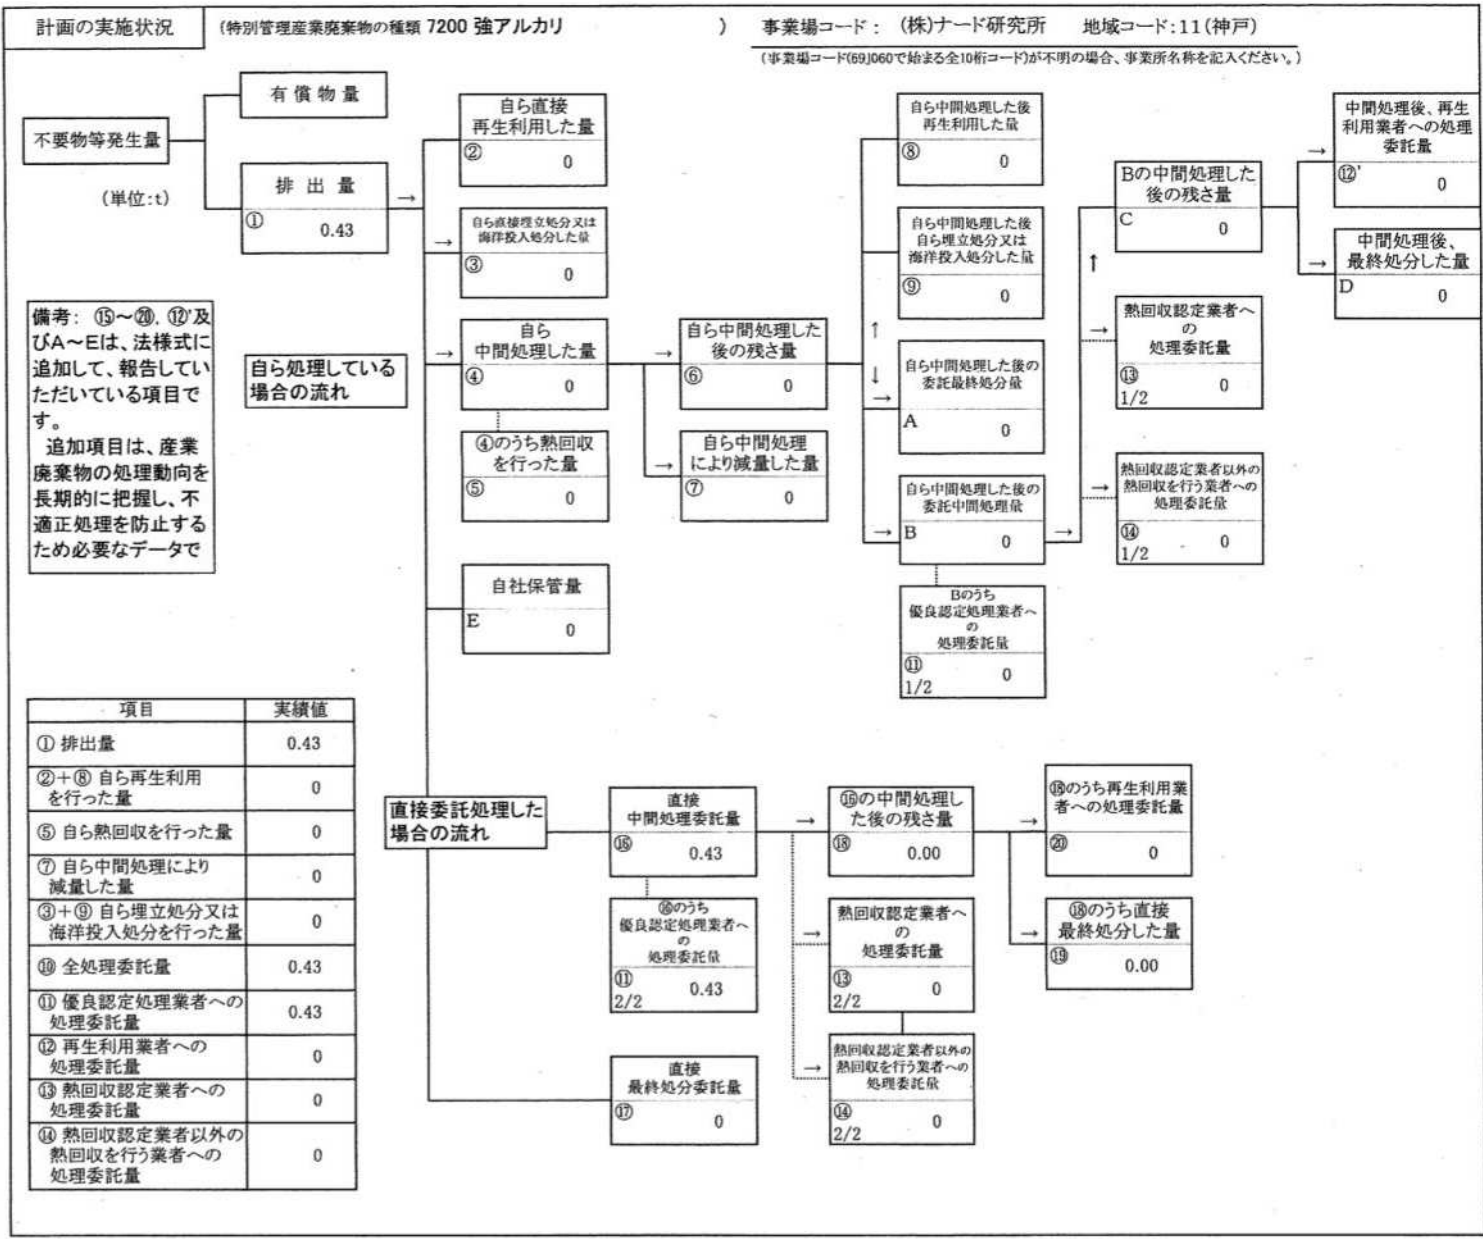 計画の実施状況
(特別管理産業廃棄物の種類 7200 強アルカリ )
事業場コード: (株)ナード研究所 地域コード:11(神戸)
(事業場コード(69J060で始まる全10桁コード)が不明の場合、事業所名称を記入ください。)
不要物等発生量
(単位:t)
有償物量
排出量
① 0.43
→
自ら直接
再生利用した量
② 0
→
自ら直接埋立処分又は
海洋投入処分した量
③ 0
→
自ら
中間処理した量
④ 0
④のうち熱回収
を行った量
⑤ 0
自社保管量
E 0
→
自ら中間処理した
後の残さ量
⑥ 0
→
自ら中間処理
により減量した量
⑦ 0
自ら中間処理した後
再生利用した量
⑧ 0
自ら中間処理した後
自ら埋立処分又は
海洋投入処分した量
⑨ 0
↑
↓
→
自ら中間処理した後の
委託最終処分量
A 0
→
自ら中間処理した後の
委託中間処理量
B 0
→
Bのうち
優良認定処理業者へ
の
処理委託量
⑪
1/2 0
Bの中間処理した
後の残さ量
C 0
↑
→
熱回収認定業者へ
の
処理委託量
⑬
1/2 0
→
熱回収認定業者以外の
熱回収を行う業者への
処理委託量
⑭
1/2 0
→
中間処理後、再生
利用業者への処理
委託量
⑫' 0
→
中間処理後、
最終処分した量
D 0
備考: ⑮~⑳, ⑫'及
びA~Eは、法様式に
追加して、報告してい
ただいている項目で
す。
追加項目は、産業
廃棄物の処理動向を
長期的に把握し、不
適正処理を防止する
ため必要なデータで
自ら処理している
場合の流れ
項目 実績値
① 排出量 0.43
②+⑧ 自ら再生利用
を行った量 0
⑤ 自ら熱回収を行った量 0
⑦ 自ら中間処理により
減量した量 0
③+⑨ 自ら埋立処分又は
海洋投入処分を行った量 0
⑩ 全処理委託量 0.43
⑪ 優良認定処理業者への
処理委託量 0.43
⑫ 再生利用業者への
処理委託量 0
⑬ 熱回収認定業者への
処理委託量 0
⑭ 熱回収認定業者以外の
熱回収を行う業者への
処理委託量 0
直接委託処理した
場合の流れ
直接
中間処理委託量
⑯ 0.43
⑯のうち
優良認定処理業者へ
の
処理委託量
⑪
2/2 0.43
直接
最終処分委託量
⑰ 0
→
⑯の中間処理し
た後の残さ量
⑱ 0.00
→
熱回収認定業者へ
の
処理委託量
⑬
2/2 0
→
熱回収認定業者以外の
熱回収を行う業者への
処理委託量
⑭
2/2 0
→
⑱のうち再生利用業
者への処理委託量
⑳ 0
→
⑱のうち直接
最終処分した量
⑲ 0.00